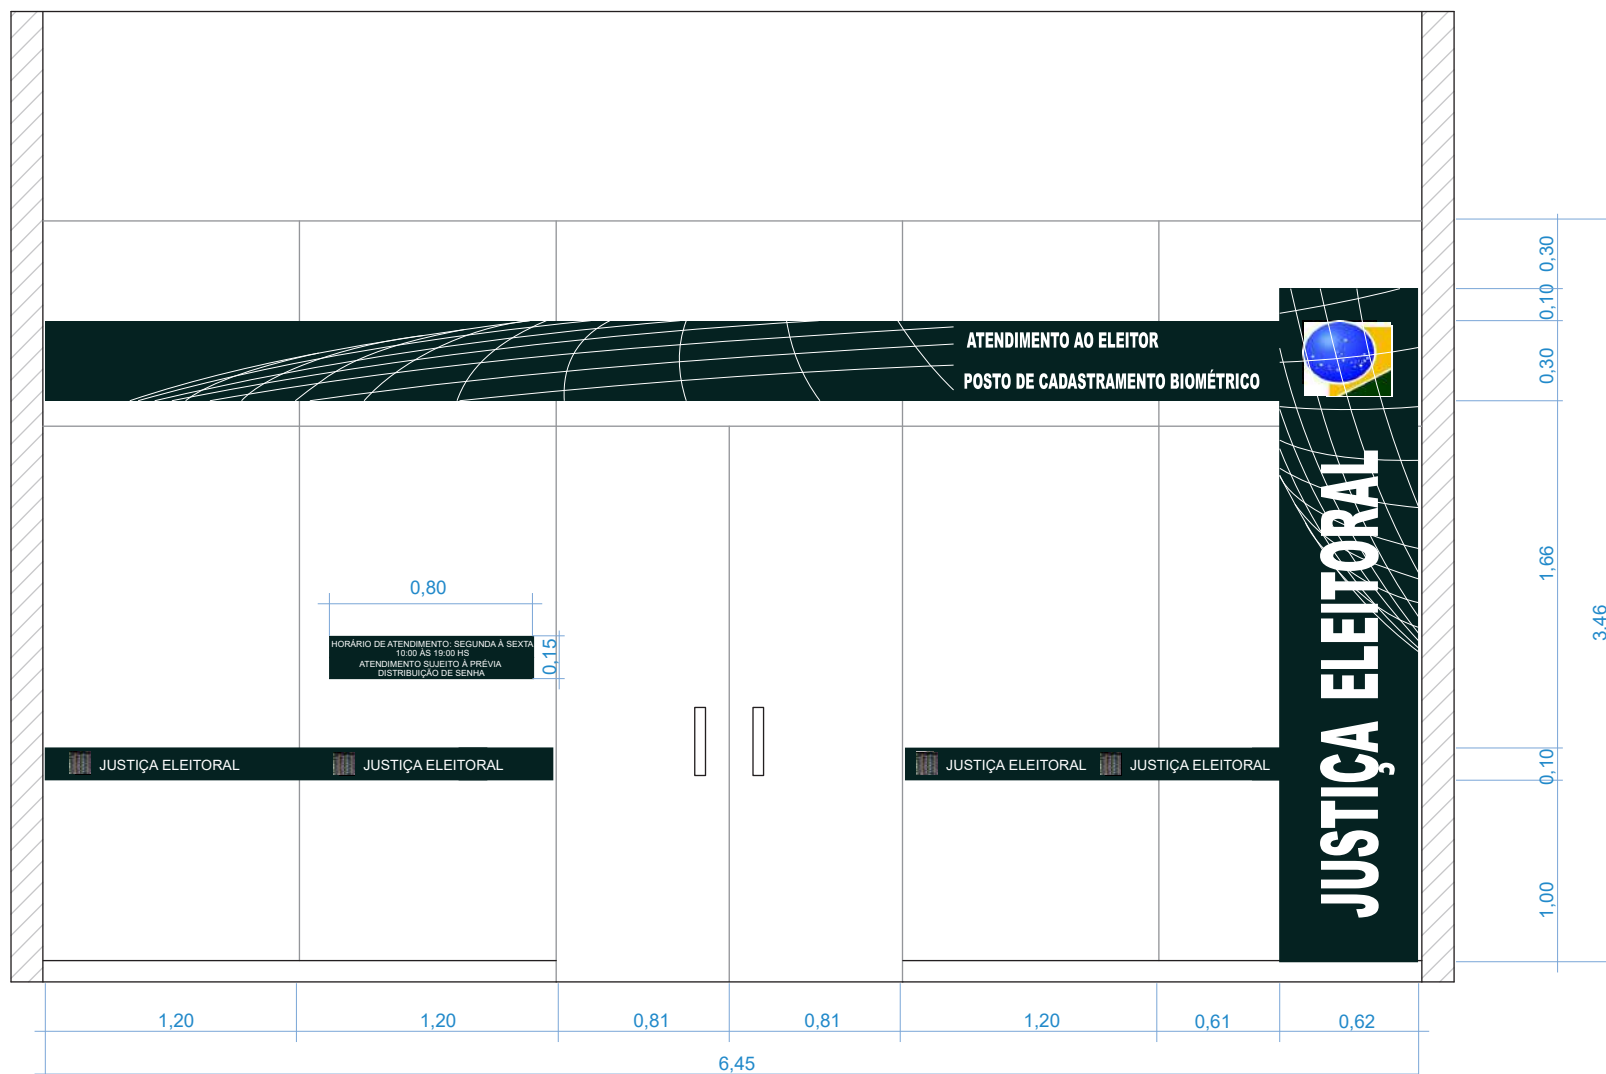 0,30
0,10
ATENDIMENTO AO ELEITOR
POSTO DE CADASTRAMENTO BIOMÉTRICO
0,30
JUSTIÇA ELEITORAL
1,66
3.46
0,80
HORÁRIO DE ATENDIMENTO: SEGUNDA À SEXTA
10:00 ÀS 19:00 HS
ATENDIMENTO SUJEITO À PRÉVIA
DISTRIBUIÇÃO DE SENHA
0,15
JUSTIÇA ELEITORAL JUSTIÇA ELEITORAL JUSTIÇA ELEITORAL JUSTIÇA ELEITORAL
0,10
1,00
1,20 1,20 0,81 0,81 1,20 0,61 0,62
6,45